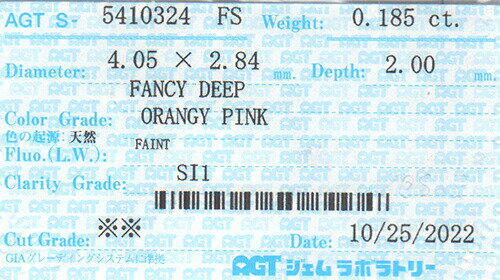 AGT S- 5410324 FS Weight: 0.185 ct.
Diameter: 4.05 × 2.84 mm. Depth: 2.00 mm.
FANCY DEEP
Color Grade: ORANGY PINK
色の起源: 天然
Fluo.(L.W.): FAINT
Clarity Grade: SI1
Cut Grade: ※※ Date: 10/25/2022
GIAグレーディングシステムに準拠
AGT ジェムラボラトリー